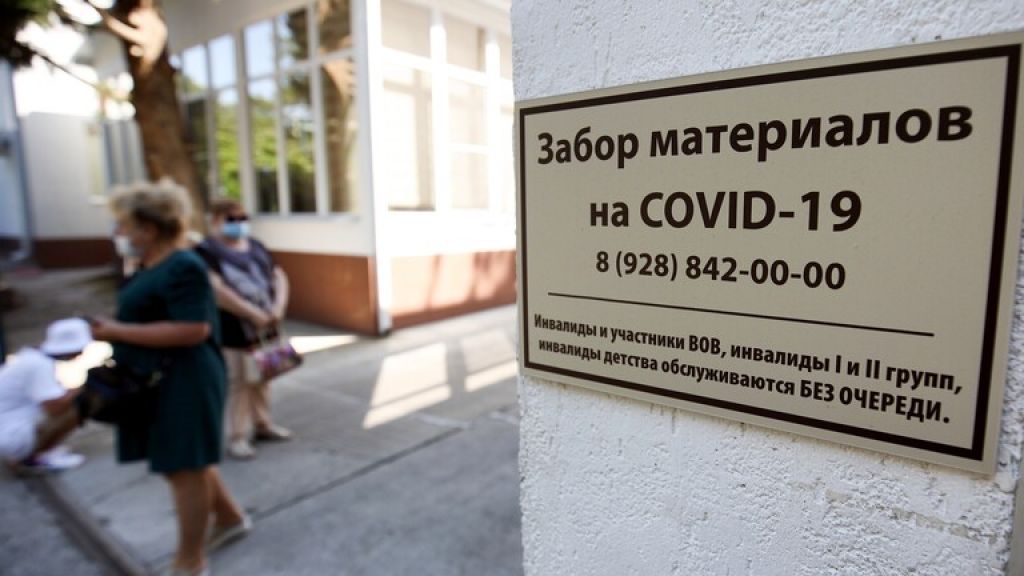 Забор материалов
на COVID-19
8 (928) 842-00-00
Инвалиды и участники ВОВ, инвалиды I и II групп,
инвалиды детства обслуживаются БЕЗ ОЧЕРЕДИ.